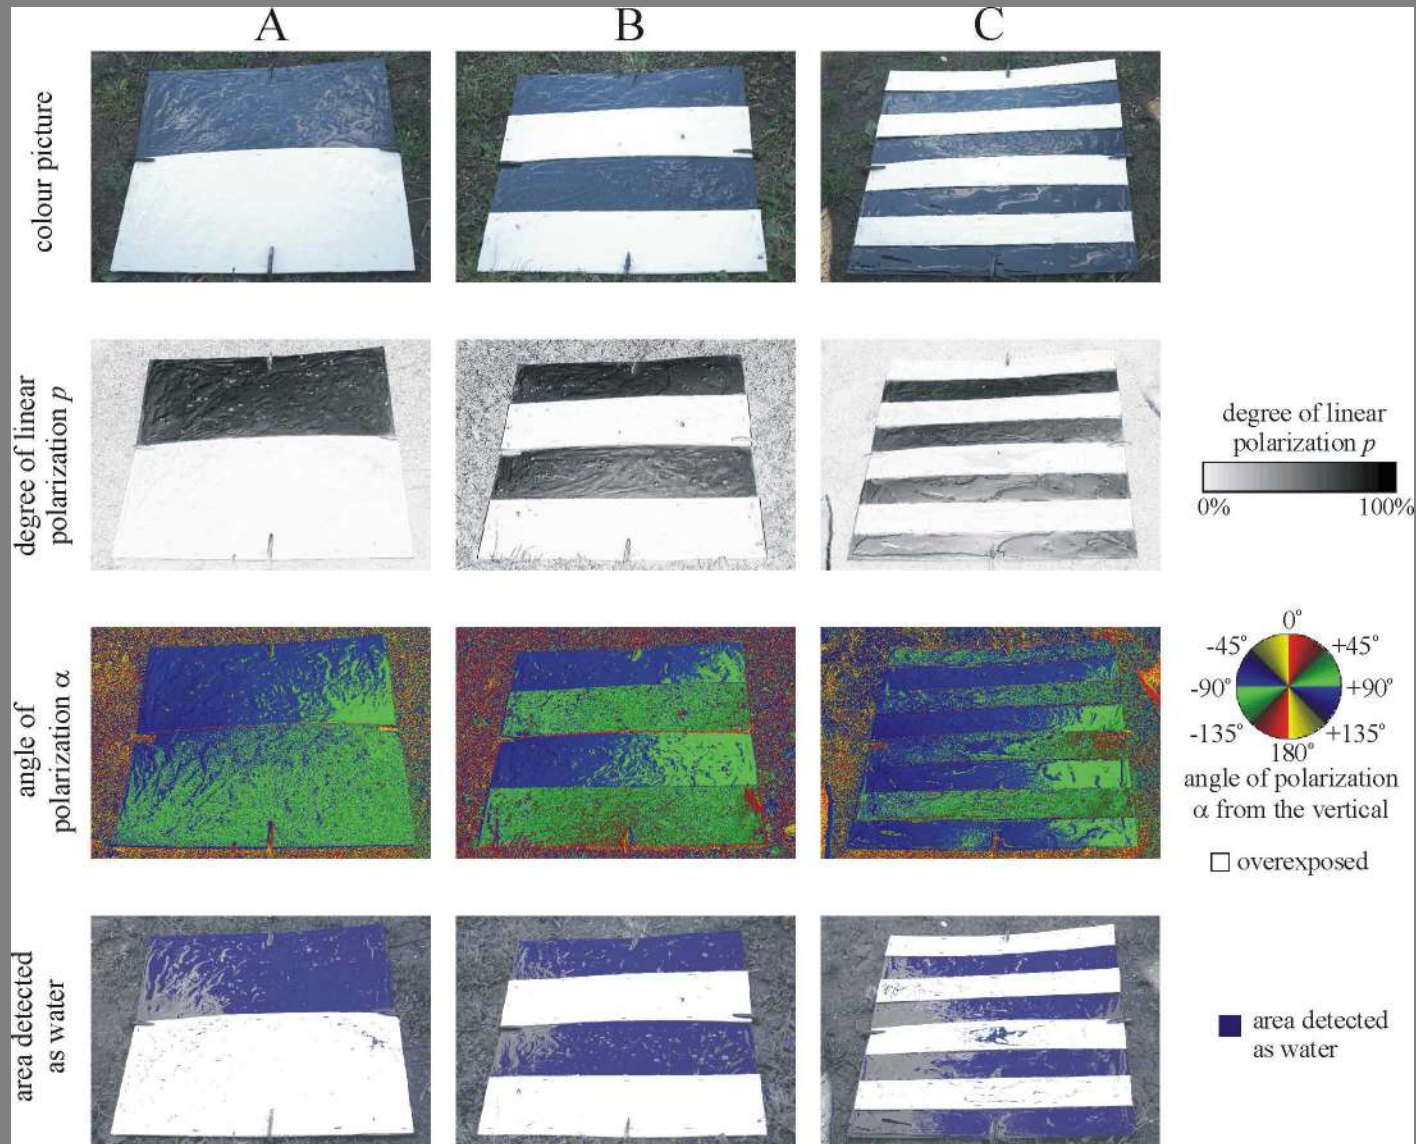 A
B
C
colour picture
degree of linear
polarization p
degree of linear
polarization p
0%
100%
angle of
polarization α
0°
-45°
+45°
-90°
+90°
-135°
+135°
180°
angle of polarization
α from the vertical
overexposed
area detected
as water
area detected
as water